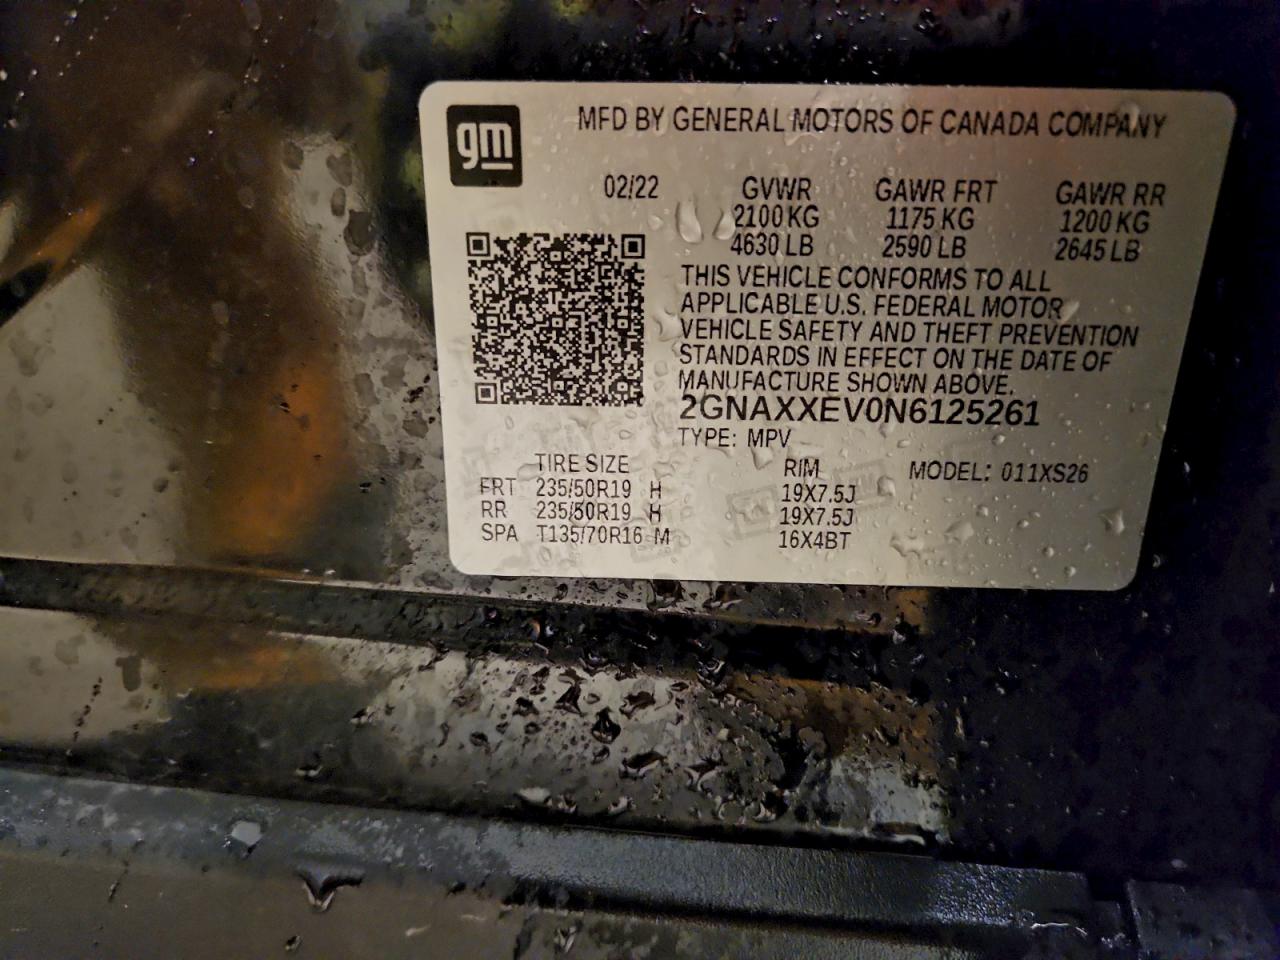 gm
MFD BY GENERAL MOTORS OF CANADA COMPANY
02/22 GVWR GAWR FRT GAWR RR
2100 KG 1175 KG 1200 KG
4630 LB 2590 LB 2645 LB
THIS VEHICLE CONFORMS TO ALL
APPLICABLE U.S. FEDERAL MOTOR
VEHICLE SAFETY AND THEFT PREVENTION
STANDARDS IN EFFECT ON THE DATE OF
MANUFACTURE SHOWN ABOVE.
2GNAXXEV0N6125261
TYPE: MPV
TIRE SIZE RIM MODEL: 011XS26
FRT 235/50R19 H 19X7.5J
RR 235/50R19 H 19X7.5J
SPA T135/70R16 M 16X4BT